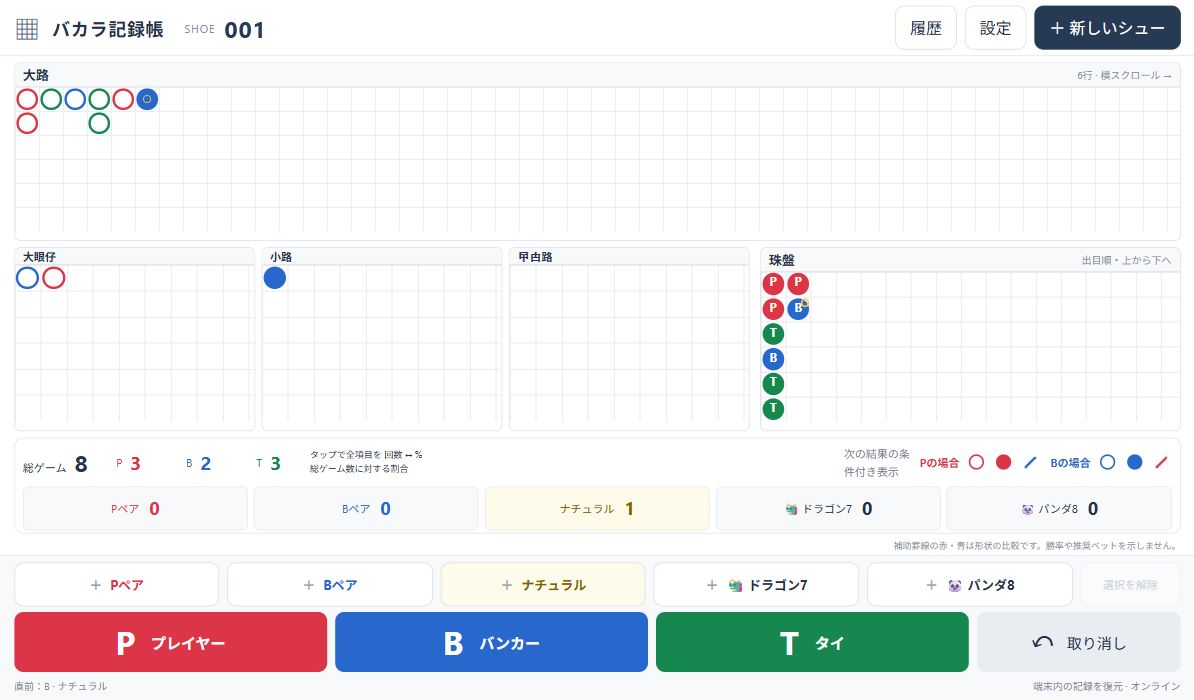 バカラ記録帳 SHOE 001 履歴 設定 ＋ 新しいシュー
大路 6行 · 横スクロール →
大眼仔 小路 甲由路 珠盤 出目順・上から下へ
P P
P B
T
B
T
T
総ゲーム 8 P 3 B 2 T 3
タップで全項目を 回数 ↔ %
総ゲーム数に対する割合
次の結果の条
件付き表示
Pの場合 Bの場合
Pペア 0 Bペア 0 ナチュラル 1 ドラゴン7 0 パンダ8 0
補助罫線の赤・青は形状の比較です。勝率や推奨ベットを示しません。
＋ Pペア ＋ Bペア ＋ ナチュラル ＋ ドラゴン7 ＋ パンダ8 選択を解除
P プレイヤー B バンカー T タイ 取り消し
直前：B · ナチュラル 端末内の記録を復元 · オンライン